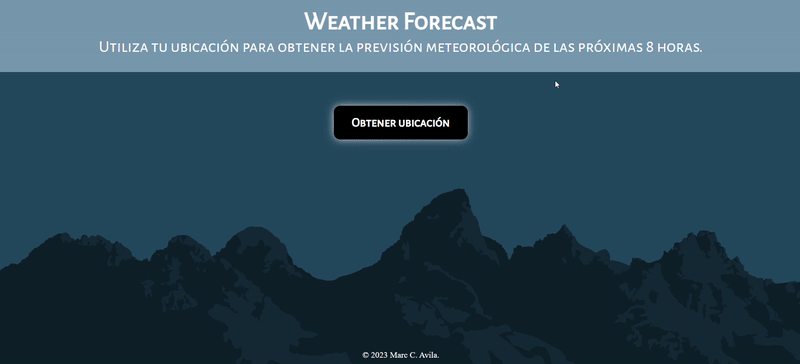 Weather Forecast
Utiliza tu ubicación para obtener la previsión meteorológica de las próximas 8 horas.
Obtener ubicación
© 2023 Marc C. Avila.